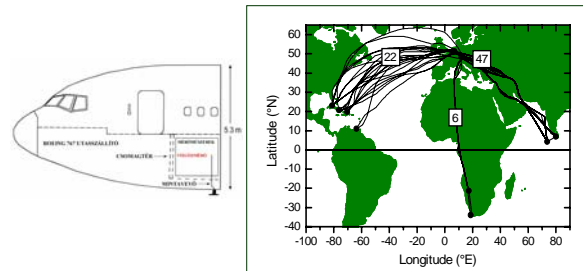 BOEING 767 UTASSZÁLLÍTÓ
CSOMAGTÉR
MINTAVEVŐ
5.3 m
Latitude (°N)
60
50
40
30
20
10
0
-10
-20
-30
-40
22
47
6
-100 -80 -60 -40 -20 0 20 40 60 80 100
Longitude (°E)